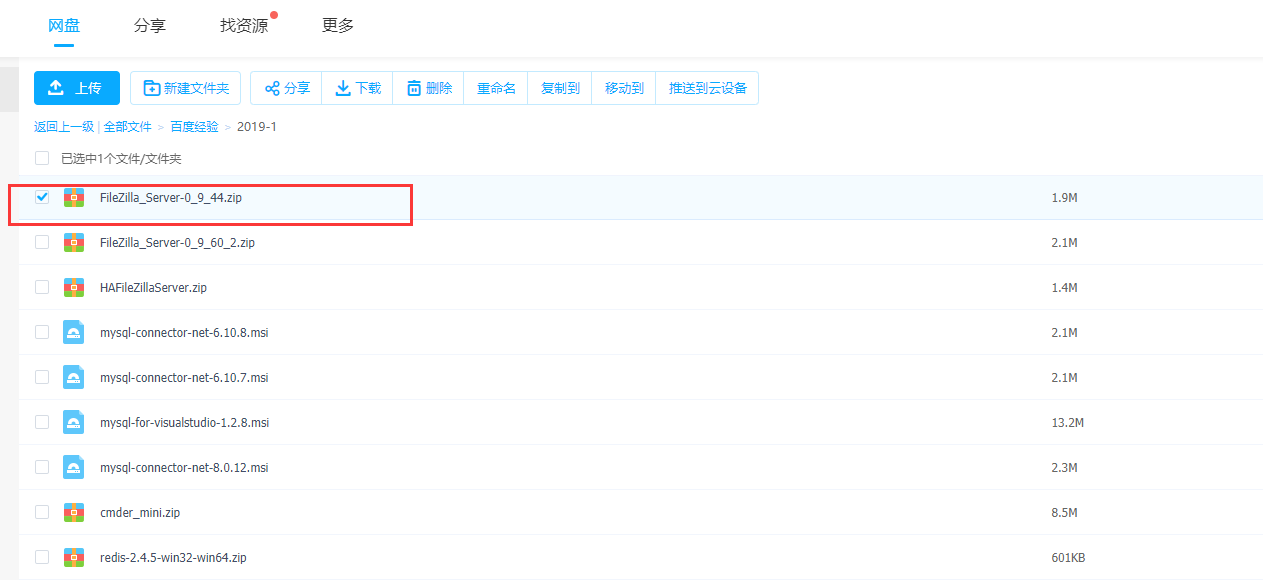 网盘 分享 找资源 更多
上传 新建文件夹 分享 下载 删除 重命名 复制到 移动到 推送到云设备
返回上一级 | 全部文件 > 百度经验 > 2019-1
已选中1个文件/文件夹
FileZilla_Server-0_9_44.zip 1.9M
FileZilla_Server-0_9_60_2.zip 2.1M
HAFileZillaServer.zip 1.4M
mysql-connector-net-6.10.8.msi 2.1M
mysql-connector-net-6.10.7.msi 2.1M
mysql-for-visualstudio-1.2.8.msi 13.2M
mysql-connector-net-8.0.12.msi 2.3M
cmder_mini.zip 8.5M
redis-2.4.5-win32-win64.zip 601KB